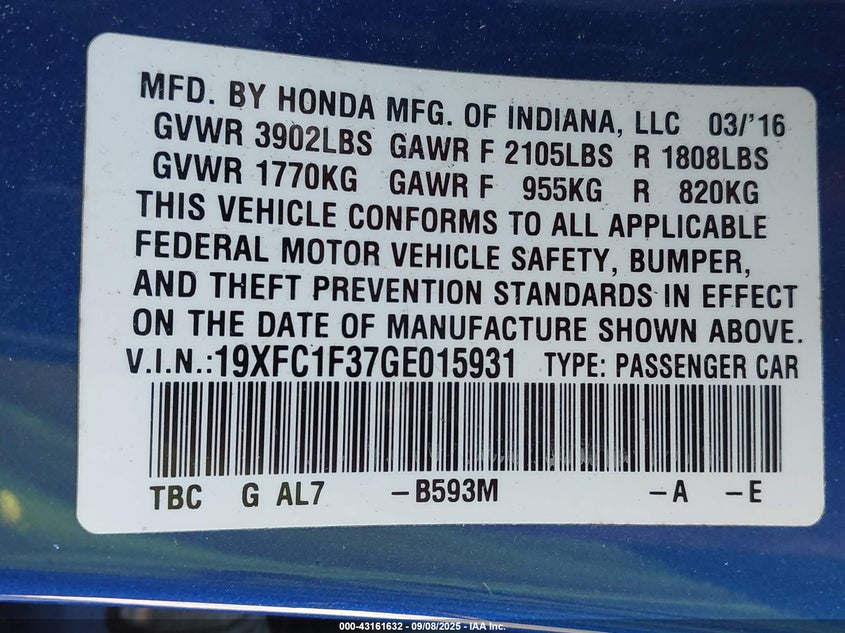 MFD. BY HONDA MFG. OF INDIANA, LLC 03/'16
GVWR 3902LBS GAWR F 2105LBS R 1808LBS
GVWR 1770KG GAWR F 955KG R 820KG
THIS VEHICLE CONFORMS TO ALL APPLICABLE
FEDERAL MOTOR VEHICLE SAFETY, BUMPER,
AND THEFT PREVENTION STANDARDS IN EFFECT
ON THE DATE OF MANUFACTURE SHOWN ABOVE.
V.I.N.:19XFC1F37GE015931 TYPE: PASSENGER CAR
TBC G AL7 -B593M -A -E
000-43161632 - 09/08/2025 - IAA Inc.